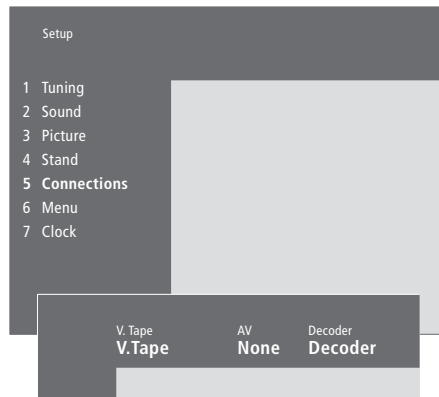 Setup
1 Tuning
2 Sound
3 Picture
4 Stand
5 Connections
6 Menu
7 Clock
V. Tape AV Decoder
V.Tape None Decoder